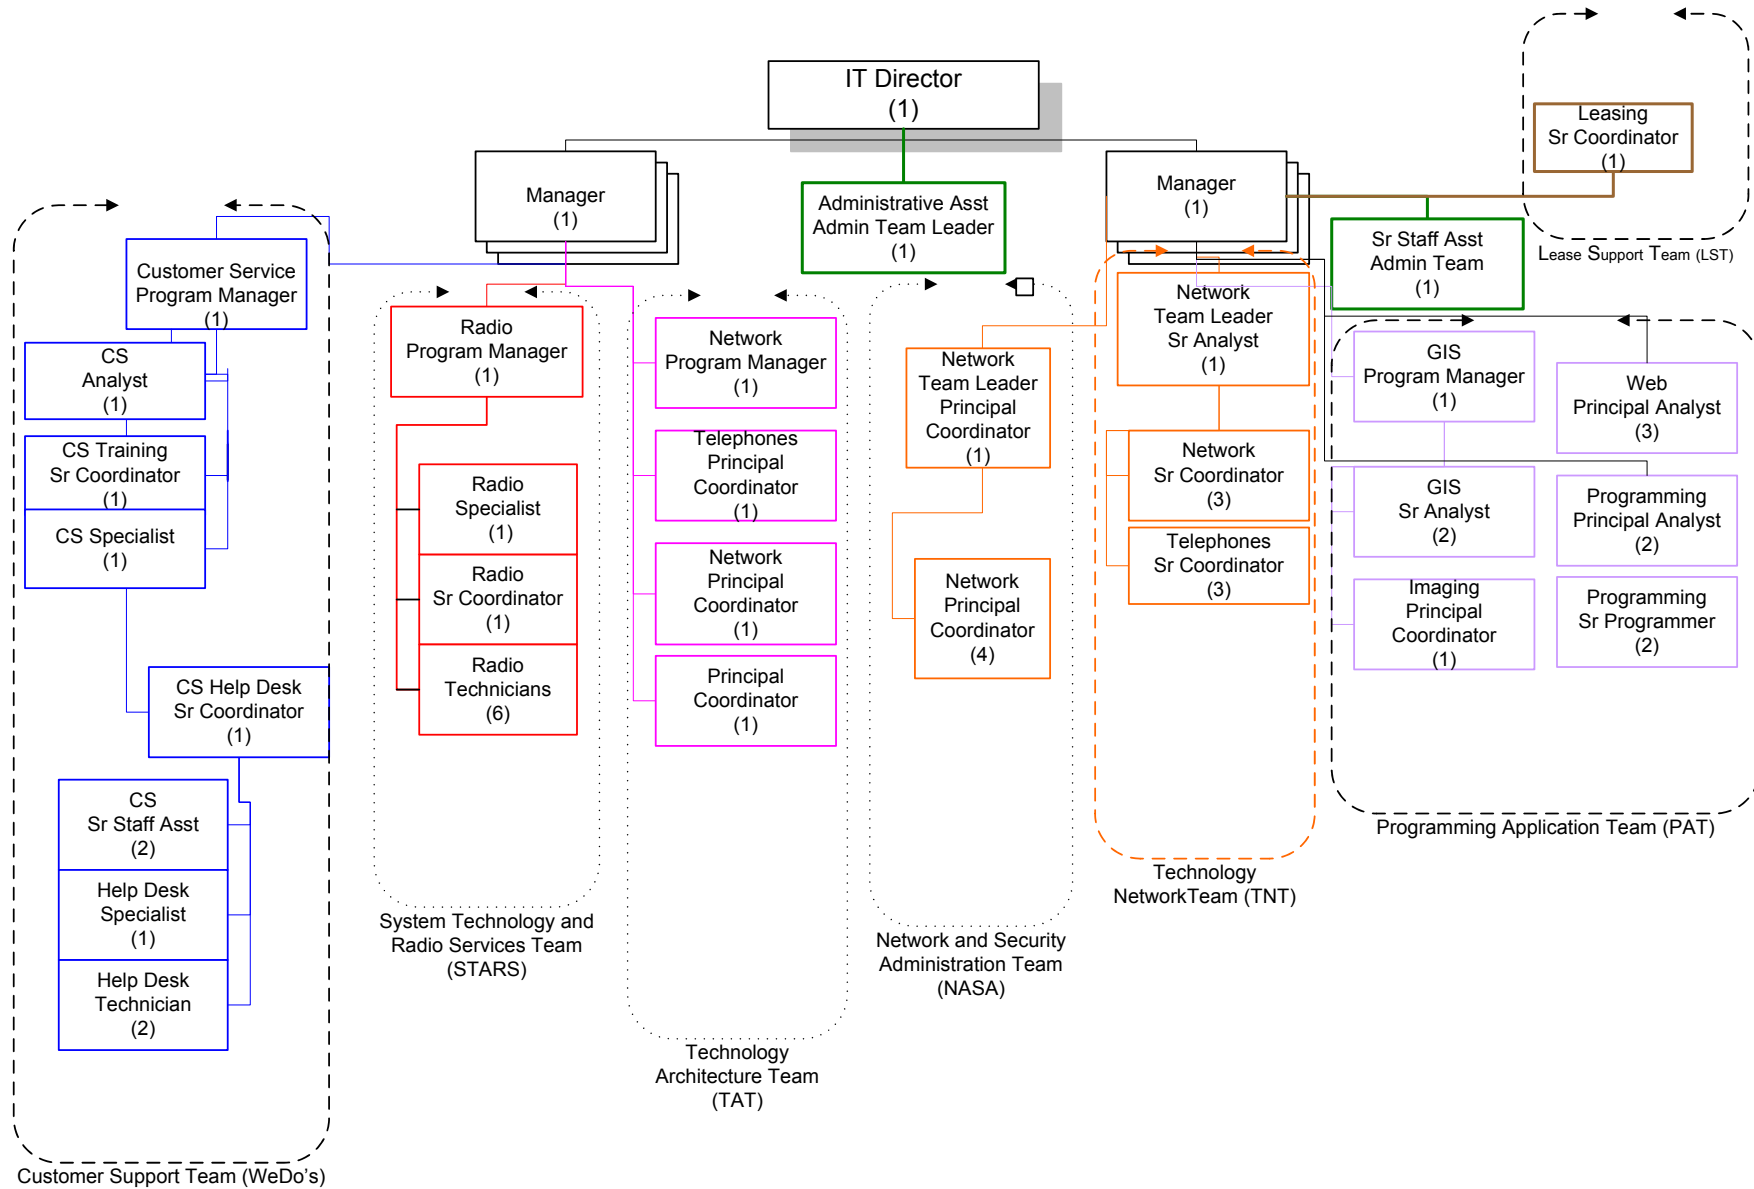 IT Director
(1)
Manager
(1)
Administrative Asst
Admin Team Leader
(1)
Manager
(1)
Leasing
Sr Coordinator
(1)
Lease Support Team (LST)
Sr Staff Asst
Admin Team
(1)
Customer Service
Program Manager
(1)
CS
Analyst
(1)
CS Training
Sr Coordinator
(1)
CS Specialist
(1)
CS Help Desk
Sr Coordinator
(1)
CS
Sr Staff Asst
(2)
Help Desk
Specialist
(1)
Help Desk
Technician
(2)
Customer Support Team (WeDo's)
Radio
Program Manager
(1)
Radio
Specialist
(1)
Radio
Sr Coordinator
(1)
Radio
Technicians
(6)
System Technology and
Radio Services Team
(STARS)
Network
Program Manager
(1)
Telephones
Principal
Coordinator
(1)
Network
Principal
Coordinator
(1)
Principal
Coordinator
(1)
Technology
Architecture Team
(TAT)
Network
Team Leader
Principal
Coordinator
(1)
Network
Principal
Coordinator
(4)
Network and Security
Administration Team
(NASA)
Network
Team Leader
Sr Analyst
(1)
Network
Sr Coordinator
(3)
Telephones
Sr Coordinator
(3)
Technology
NetworkTeam (TNT)
GIS
Program Manager
(1)
GIS
Sr Analyst
(2)
Imaging
Principal
Coordinator
(1)
Web
Principal Analyst
(3)
Programming
Principal Analyst
(2)
Programming
Sr Programmer
(2)
Programming Application Team (PAT)